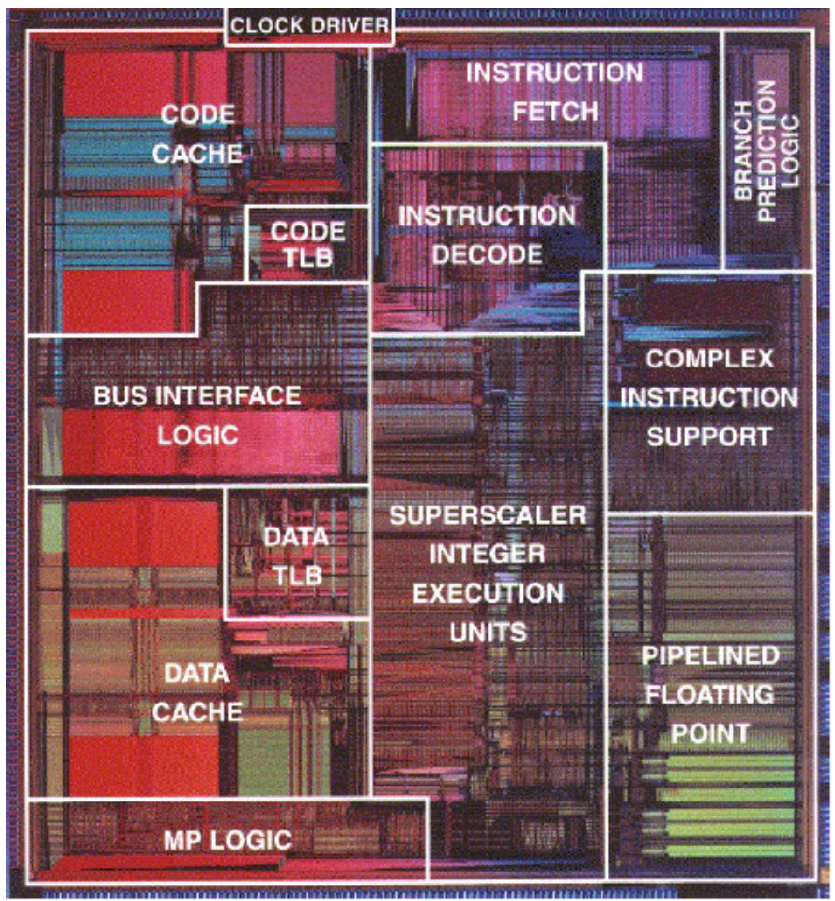 CLOCK DRIVER
CODE
CACHE
CODE
TLB
INSTRUCTION
FETCH
BRANCH
PREDICTION
LOGIC
INSTRUCTION
DECODE
BUS INTERFACE
LOGIC
COMPLEX
INSTRUCTION
SUPPORT
DATA
TLB
SUPERSCALER
INTEGER
EXECUTION
UNITS
DATA
CACHE
PIPELINED
FLOATING
POINT
MP LOGIC